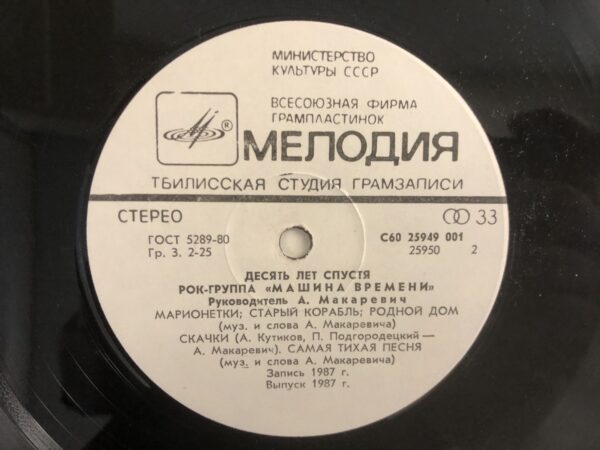 МИНИСТЕРСТВО
КУЛЬТУРЫ СССР
ВСЕСОЮЗНАЯ ФИРМА
ГРАМПЛАСТИНОК
®
МЕЛОДИЯ
ТБИЛИССКАЯ СТУДИЯ ГРАМЗАПИСИ
СТЕРЕО 33
ГОСТ 5289-80 С60 25949 001
Гр. 3. 2-25 25950 2
ДЕСЯТЬ ЛЕТ СПУСТЯ
РОК-ГРУППА «МАШИНА ВРЕМЕНИ»
Руководитель А. Макаревич
МАРИОНЕТКИ; СТАРЫЙ КОРАБЛЬ; РОДНОЙ ДОМ
(муз. и слова А. Макаревича)
СКАЧКИ (А. Кутиков, П. Подгородецкий —
А. Макаревич). САМАЯ ТИХАЯ ПЕСНЯ
(муз. и слова А. Макаревича)
Запись 1987 г.
Выпуск 1987 г.